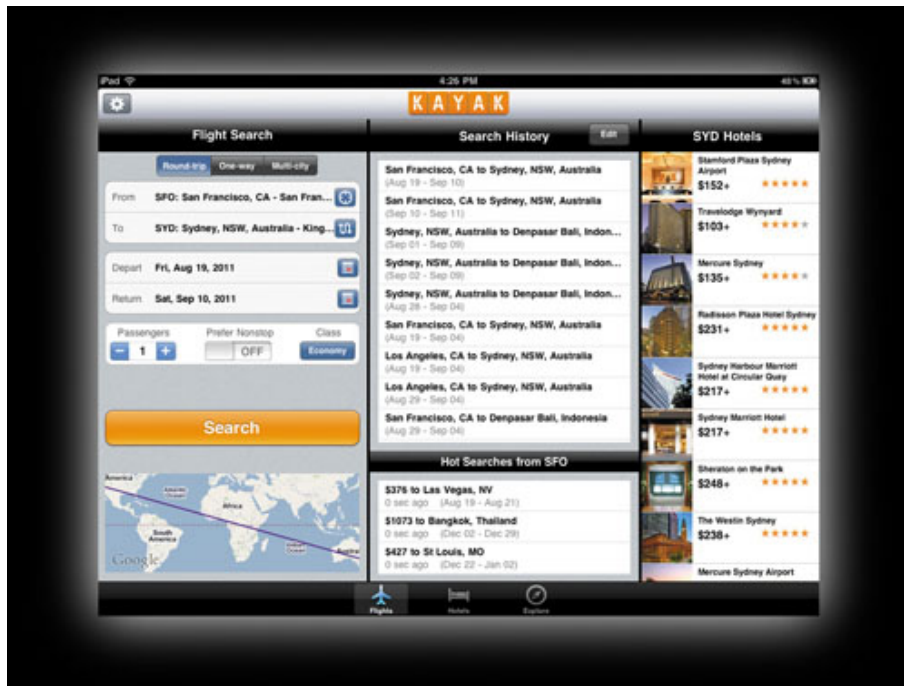 iPad
4:26 PM
48%
KAYAK
Flight Search
Round-trip One-way Multi-city
From SFO: San Francisco, CA - San Fran...
To SYD: Sydney, NSW, Australia - King...
Depart Fri, Aug 19, 2011
Return Sat, Sep 10, 2011
Passengers Prefer Nonstop Class
1 OFF Economy
Search
America
Atlantic
Ocean
Africa
South
America
Indian
Ocean
Austra
Google
Search History Edit
San Francisco, CA to Sydney, NSW, Australia
(Aug 19 - Sep 10)
San Francisco, CA to Sydney, NSW, Australia
(Sep 10 - Sep 11)
Sydney, NSW, Australia to Denpasar Bali, Indon...
(Sep 01 - Sep 09)
Sydney, NSW, Australia to Denpasar Bali, Indon...
(Sep 02 - Sep 09)
Sydney, NSW, Australia to Denpasar Bali, Indon...
(Aug 28 - Sep 04)
San Francisco, CA to Sydney, NSW, Australia
(Aug 19 - Sep 04)
Los Angeles, CA to Sydney, NSW, Australia
(Aug 19 - Sep 04)
Los Angeles, CA to Sydney, NSW, Australia
(Aug 29 - Sep 04)
San Francisco, CA to Denpasar Bali, Indonesia
(Aug 29 - Sep 04)
Hot Searches from SFO
$376 to Las Vegas, NV
0 sec ago (Aug 19 - Aug 21)
$1073 to Bangkok, Thailand
0 sec ago (Dec 02 - Dec 29)
$427 to St Louis, MO
0 sec ago (Dec 22 - Jan 02)
SYD Hotels
Stamford Plaza Sydney
Airport
$152+
Travelodge Wynyard
$103+
Mercure Sydney
$135+
Radisson Plaza Hotel Sydney
$231+
Sydney Harbour Marriott
Hotel at Circular Quay
$217+
Sydney Marriott Hotel
$217+
Sheraton on the Park
$248+
The Westin Sydney
$238+
Mercure Sydney Airport
Flights Hotels Explore